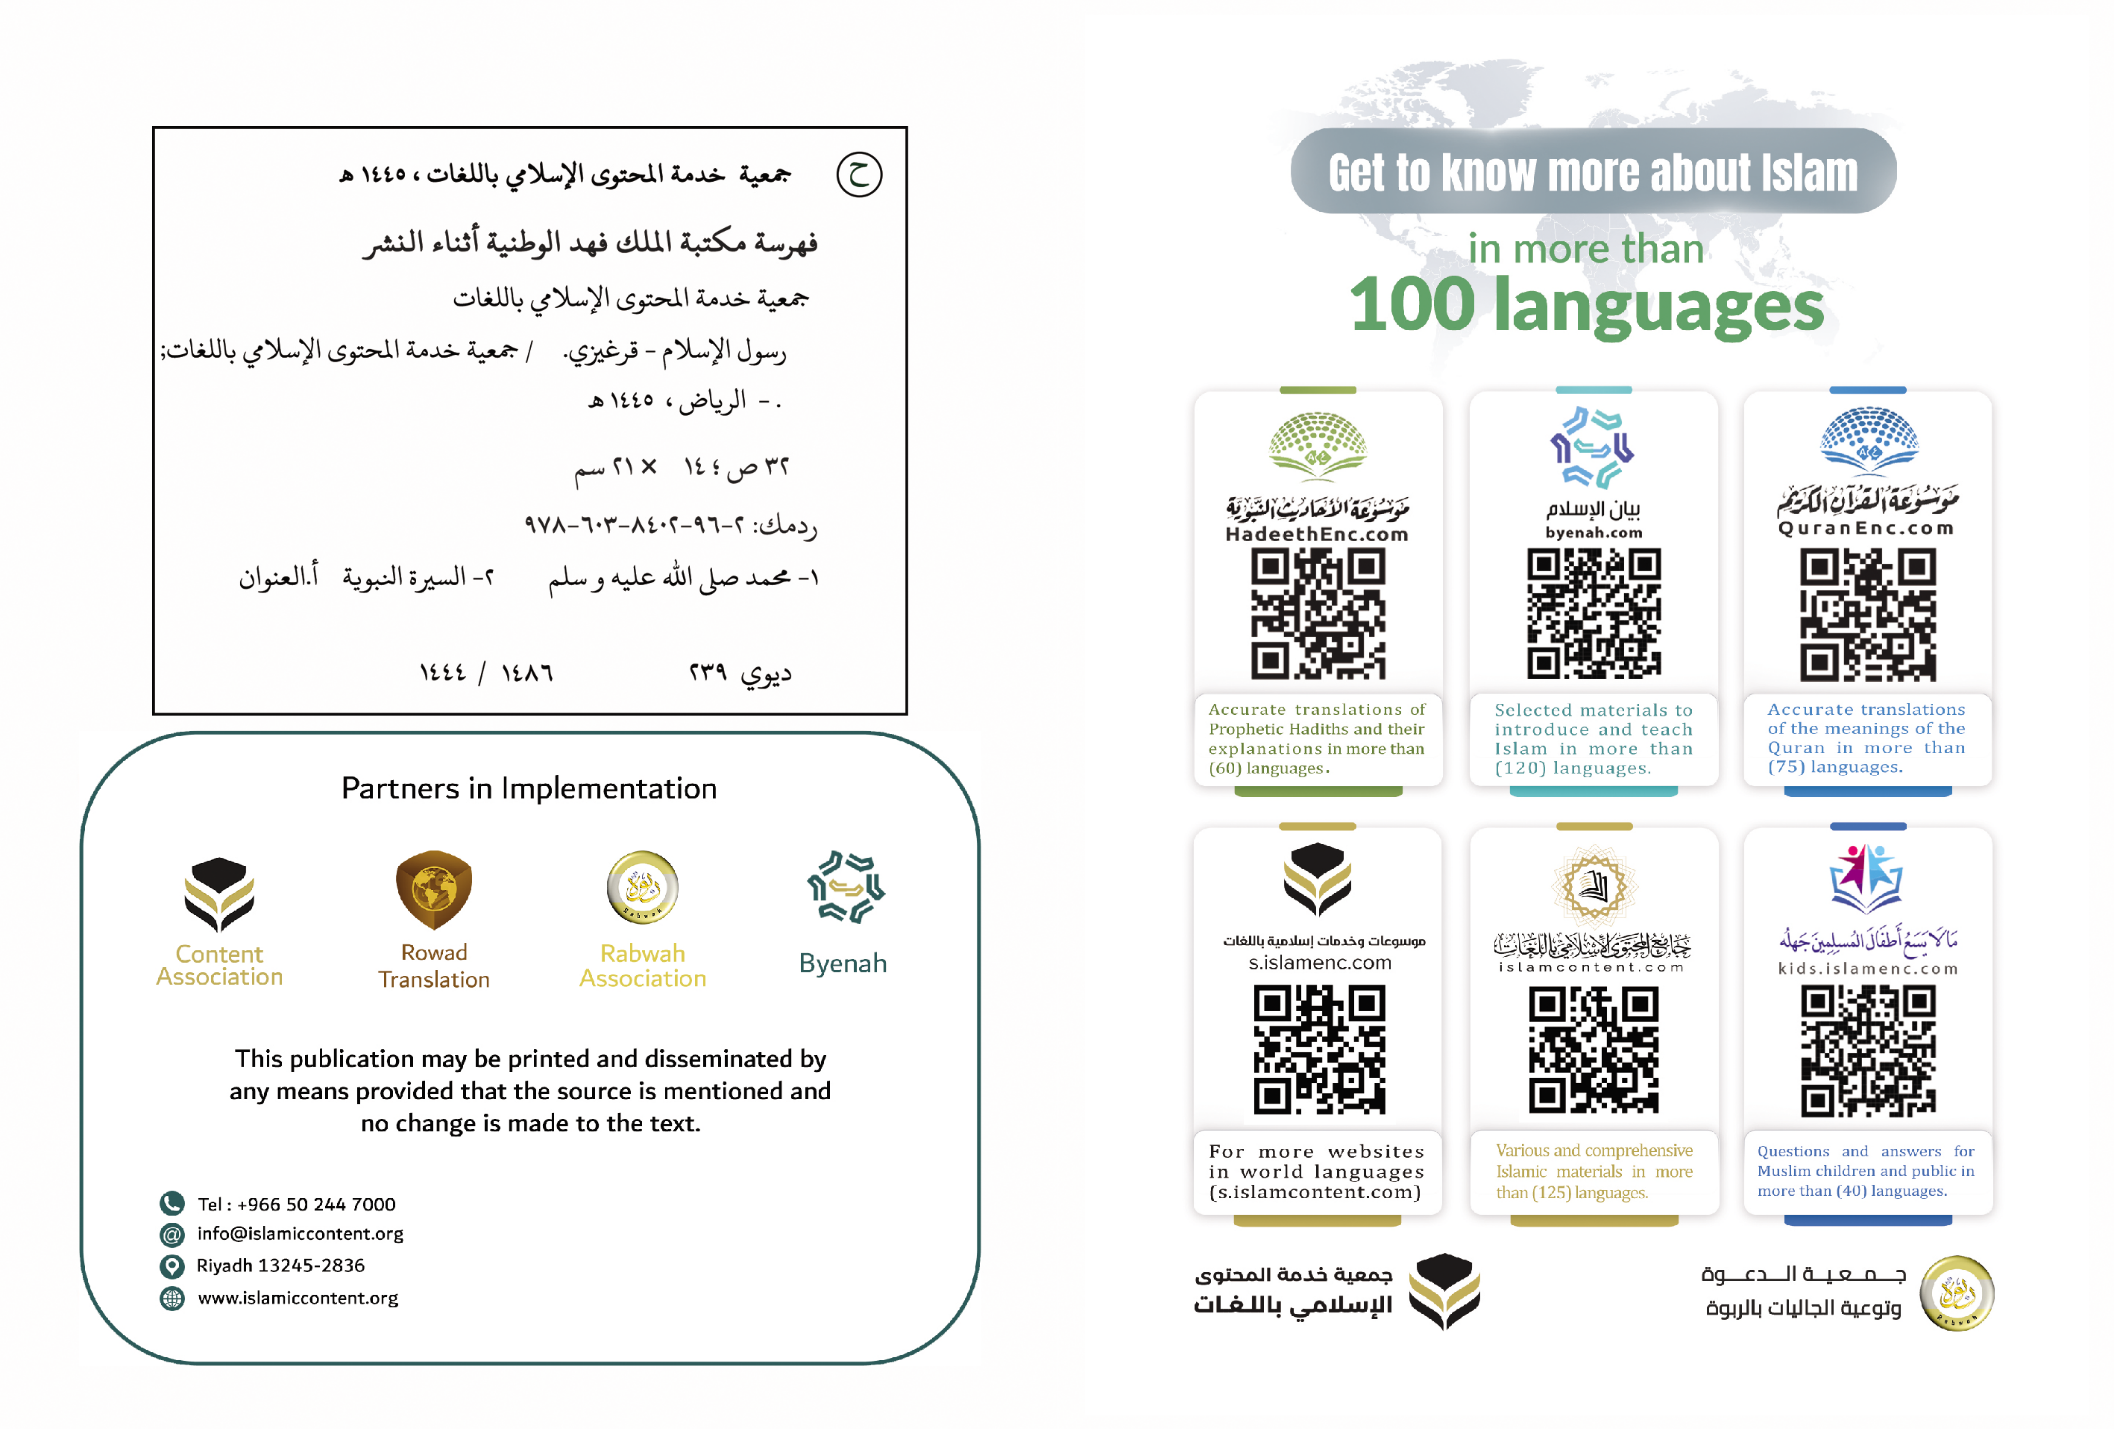 ح
جمعية خدمة المحتوى الإسلامي باللغات ، ١٤٤٥ هـ
فهرسة مكتبة الملك فهد الوطنية أثناء النشر
جمعية خدمة المحتوى الإسلامي باللغات
رسول الإسلام - قرغيزي. / جمعية خدمة المحتوى الإسلامي باللغات؛
. - الرياض ، ١٤٤٥ هـ
٣٢ ص ؛ ١٤ × ٢١ سم
ردمك: ٢-٩٦-٨٤٠٢-٦٠٣-٩٧٨
١- محمد صلى الله عليه و سلم ٢- السيرة النبوية أ.العنوان
ديوي ٢٣٩ ١٤٨٦ / ١٤٤٤
Partners in Implementation
Content
Association
Rowad
Translation
Rabwah
Association
Byenah
This publication may be printed and disseminated by
any means provided that the source is mentioned and
no change is made to the text.
Tel : +966 50 244 7000
info@islamiccontent.org
Riyadh 13245-2836
www.islamiccontent.org
Get to know more about Islam
in more than
100 languages
موسوعة الأحاديث النبوية
HadeethEnc.com
Accurate translations of
Prophetic Hadiths and their
explanations in more than
(60) languages.
بيان الإسلام
byenah.com
Selected materials to
introduce and teach
Islam in more than
(120) languages.
موسوعة القرآن الكريم
QuranEnc.com
Accurate translations
of the meanings of the
Quran in more than
(75) languages.
موسوعات وخدمات إسلامية باللغات
s.islamenc.com
For more websites
in world languages
(s.islamcontent.com)
جامع المحتوى الإسلامي باللغات
islamcontent.com
Various and comprehensive
Islamic materials in more
than (125) languages.
مَا لَا يَسَعُ أَطْفَالَ المُسلِمِينَ جَهلُه
kids.islamenc.com
Questions and answers for
Muslim children and public in
more than (40) languages.
جمعية خدمة المحتوى
الإسلامي باللغات
جـمـعـيـة الـدعـوة
وتوعية الجاليات بالربوة
Rabwah